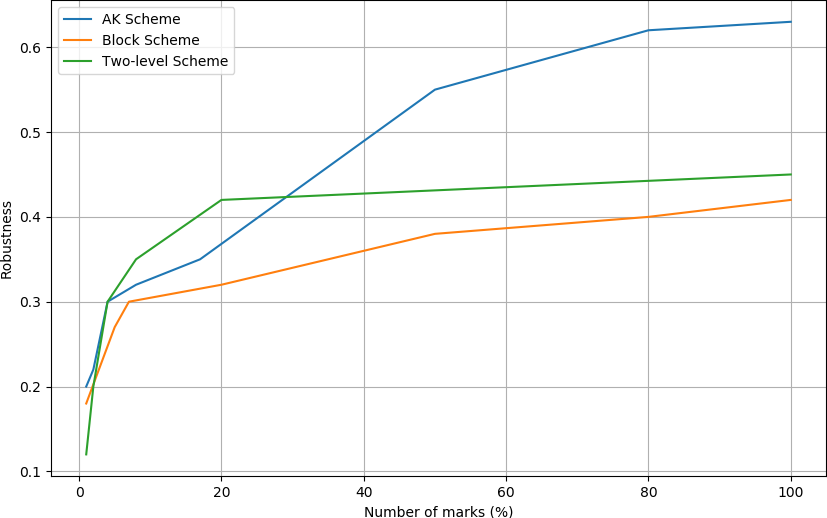 AK Scheme
Block Scheme
Two-level Scheme
0.6
0.5
0.4
0.3
0.2
0.1
Robustness
0 20 40 60 80 100
Number of marks (%)